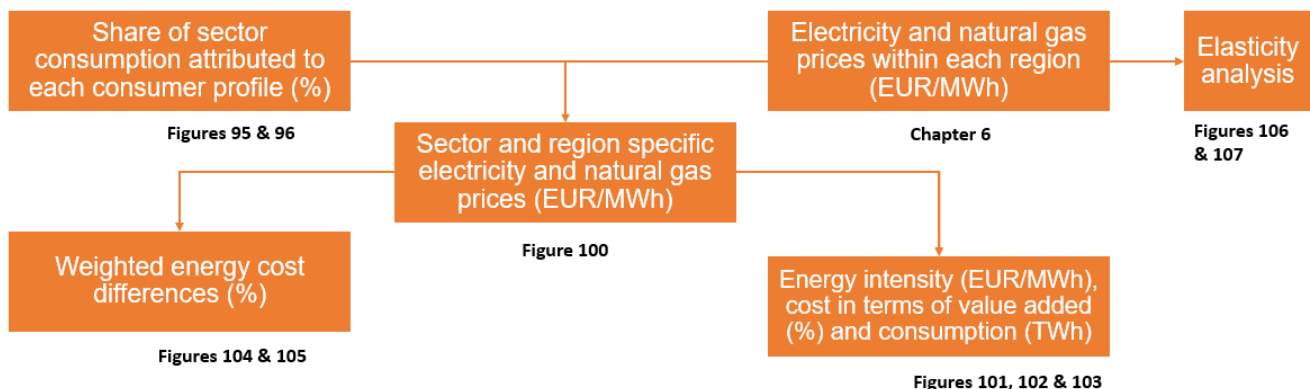 Share of sector
consumption attributed to
each consumer profile (%)
Figures 95 & 96
Electricity and natural gas
prices within each region
(EUR/MWh)
Chapter 6
Elasticity
analysis
Figures 106
& 107
Sector and region specific
electricity and natural gas
prices (EUR/MWh)
Figure 100
Weighted energy cost
differences (%)
Figures 104 & 105
Energy intensity (EUR/MWh),
cost in terms of value added
(%) and consumption (TWh)
Figures 101, 102 & 103